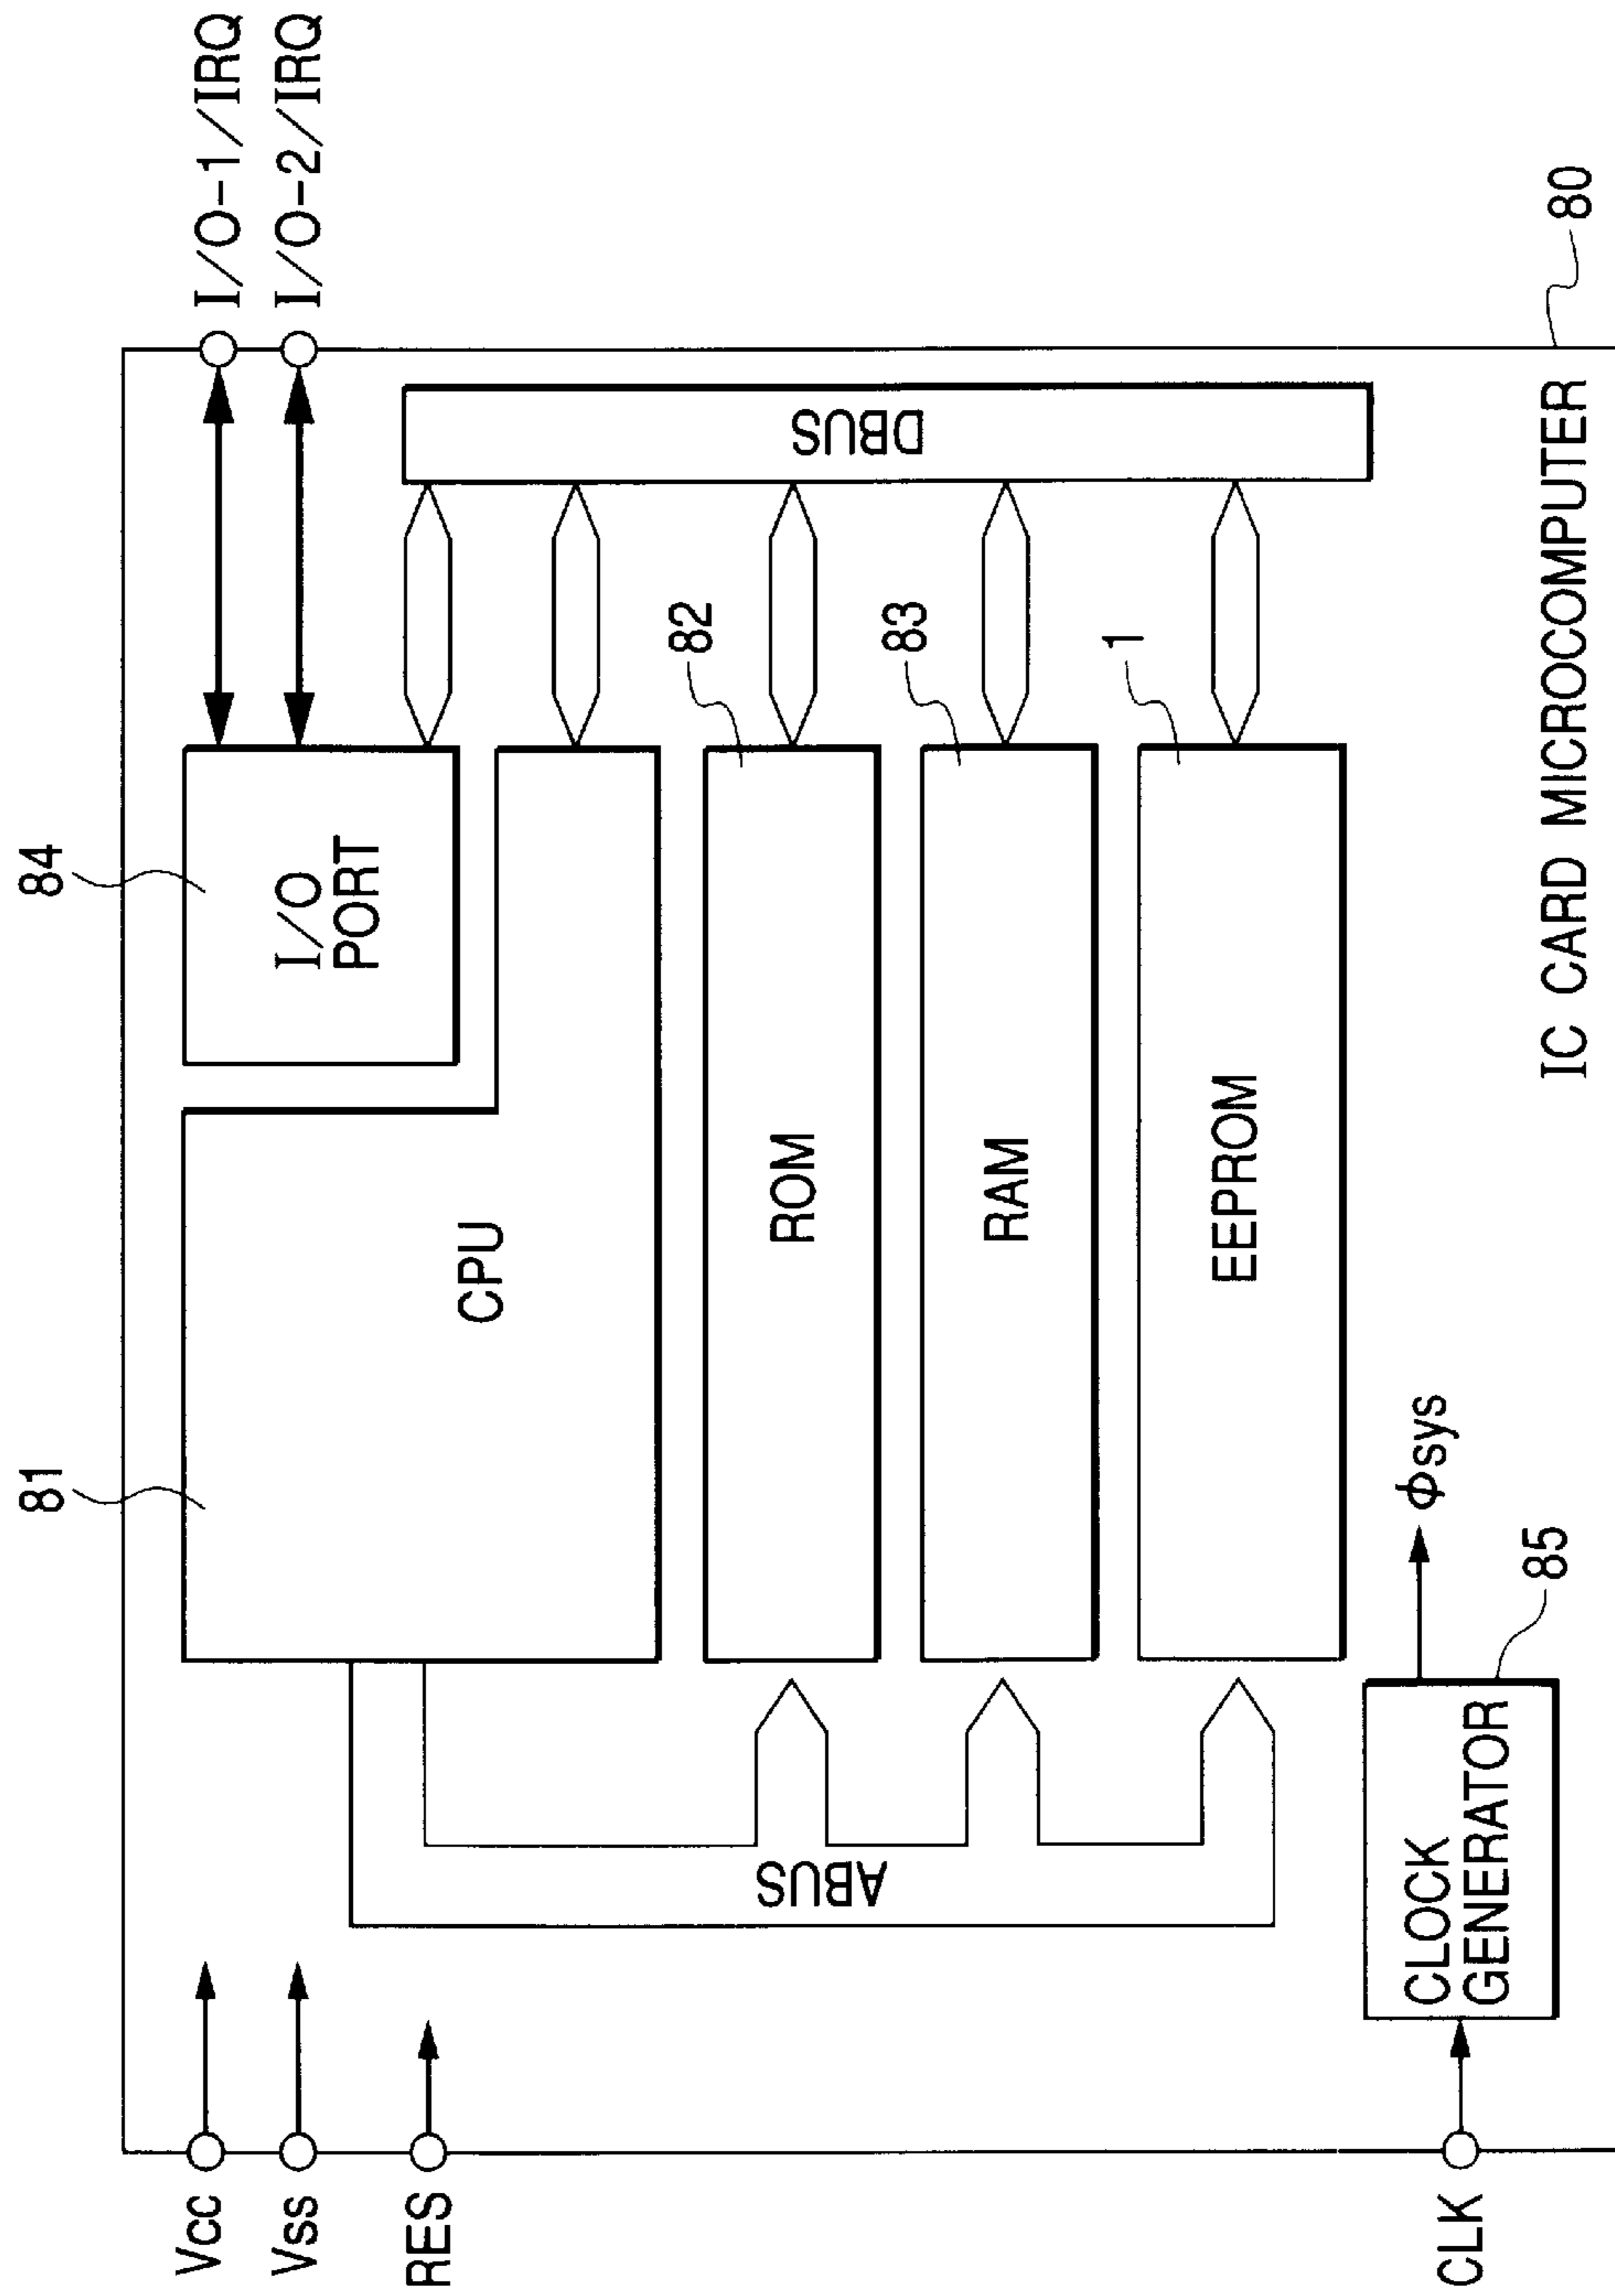 81
84
Vcc
Vss
RES
CLK
I/O-1/IRQ
I/O-2/IRQ
I/O
PORT
CPU
82
ROM
83
RAM
1
EEPROM
ABUS
DBUS
CLOCK
GENERATOR
ϕsys
85
IC CARD MICROCOMPUTER
80